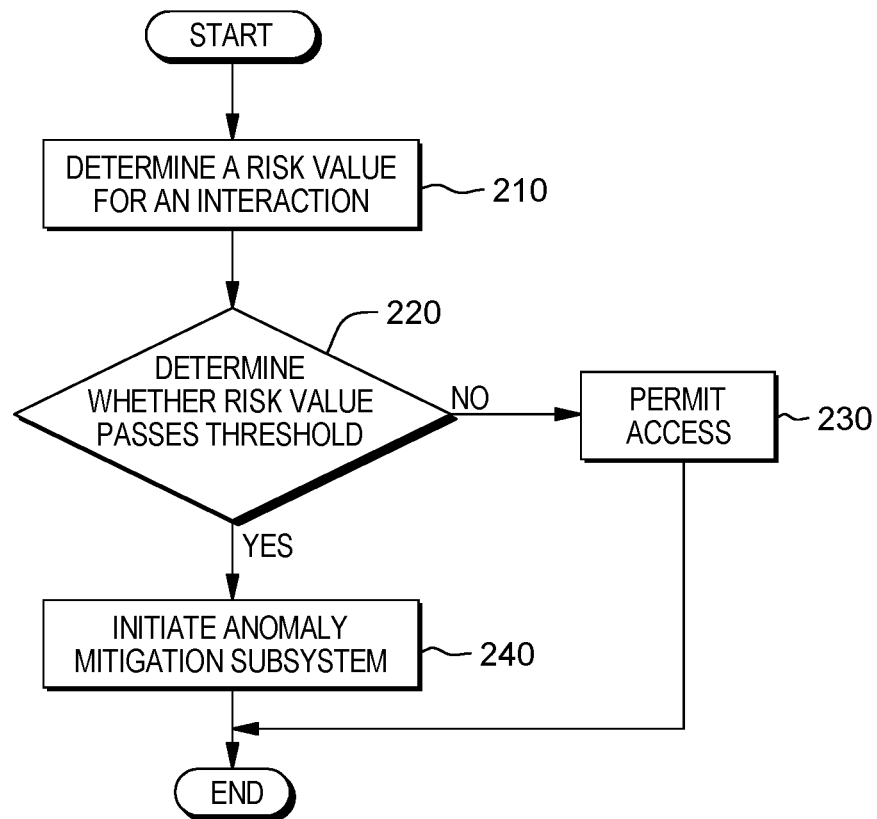 START
DETERMINE A RISK VALUE
FOR AN INTERACTION
210
220
DETERMINE
WHETHER RISK VALUE
PASSES THRESHOLD
NO
PERMIT
ACCESS
230
YES
INITIATE ANOMALY
MITIGATION SUBSYSTEM
240
END